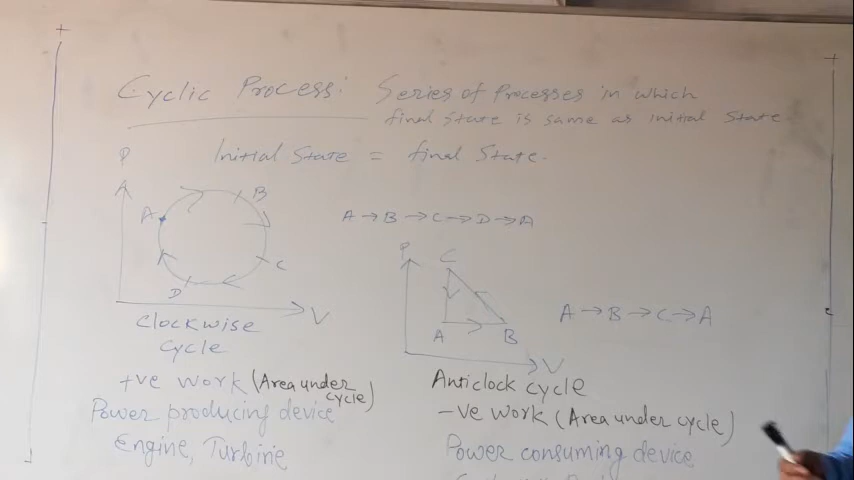 Cyclic Process: Series of Processes in which
final state is same as initial state
Initial State = final State.
P
A
B
C
D
V
A → B → C → D → A
Clockwise
cycle
+ve work (Area under
cycle)
Power producing device
Engine, Turbine
P
C
A
B
V
A → B → C → A
Anticlock cycle
-ve work (Area under cycle)
Power consuming device